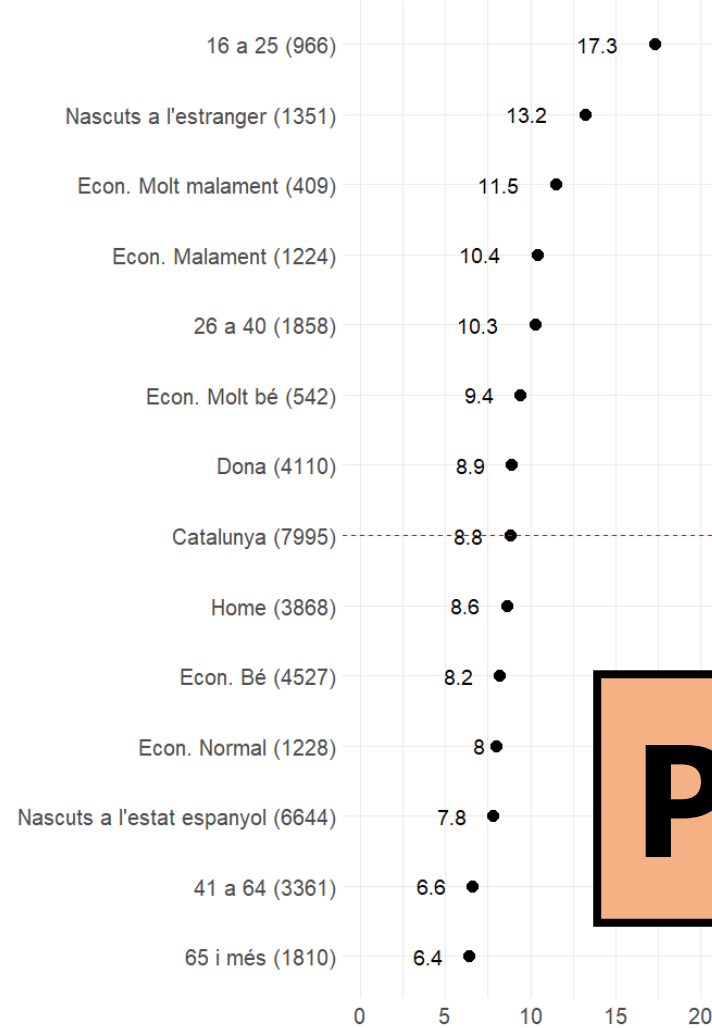 16 a 25 (966) 17.3
Nascuts a l'estranger (1351) 13.2
Econ. Molt malament (409) 11.5
Econ. Malament (1224) 10.4
26 a 40 (1858) 10.3
Econ. Molt bé (542) 9.4
Dona (4110) 8.9
Catalunya (7995) 8.8
Home (3868) 8.6
Econ. Bé (4527) 8.2
Econ. Normal (1228) 8
Nascuts a l'estat espanyol (6644) 7.8
41 a 64 (3361) 6.6
65 i més (1810) 6.4
P
0 5 10 15 20